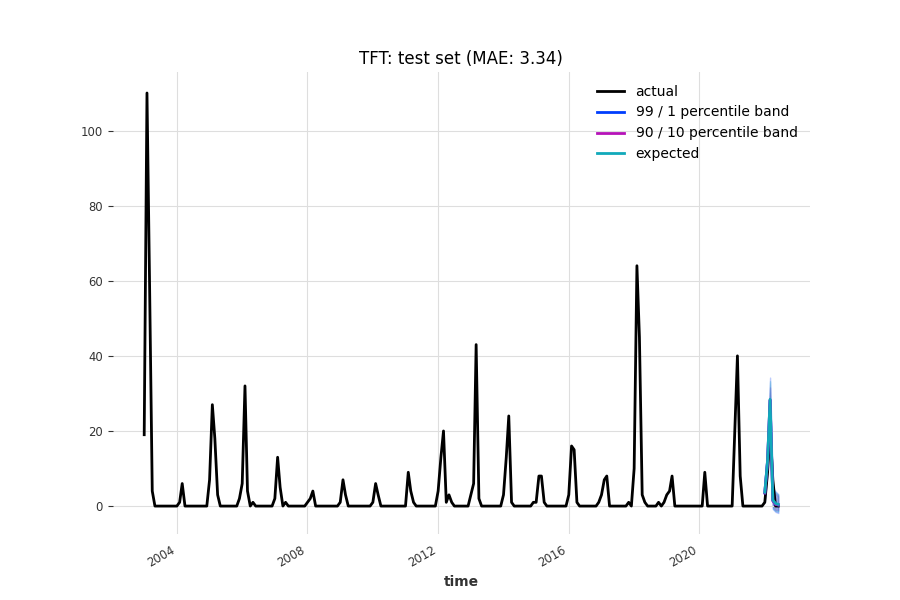 TFT: test set (MAE: 3.34)
actual
99 / 1 percentile band
90 / 10 percentile band
expected
100
80
60
40
20
0
2004
2008
2012
2016
2020
time